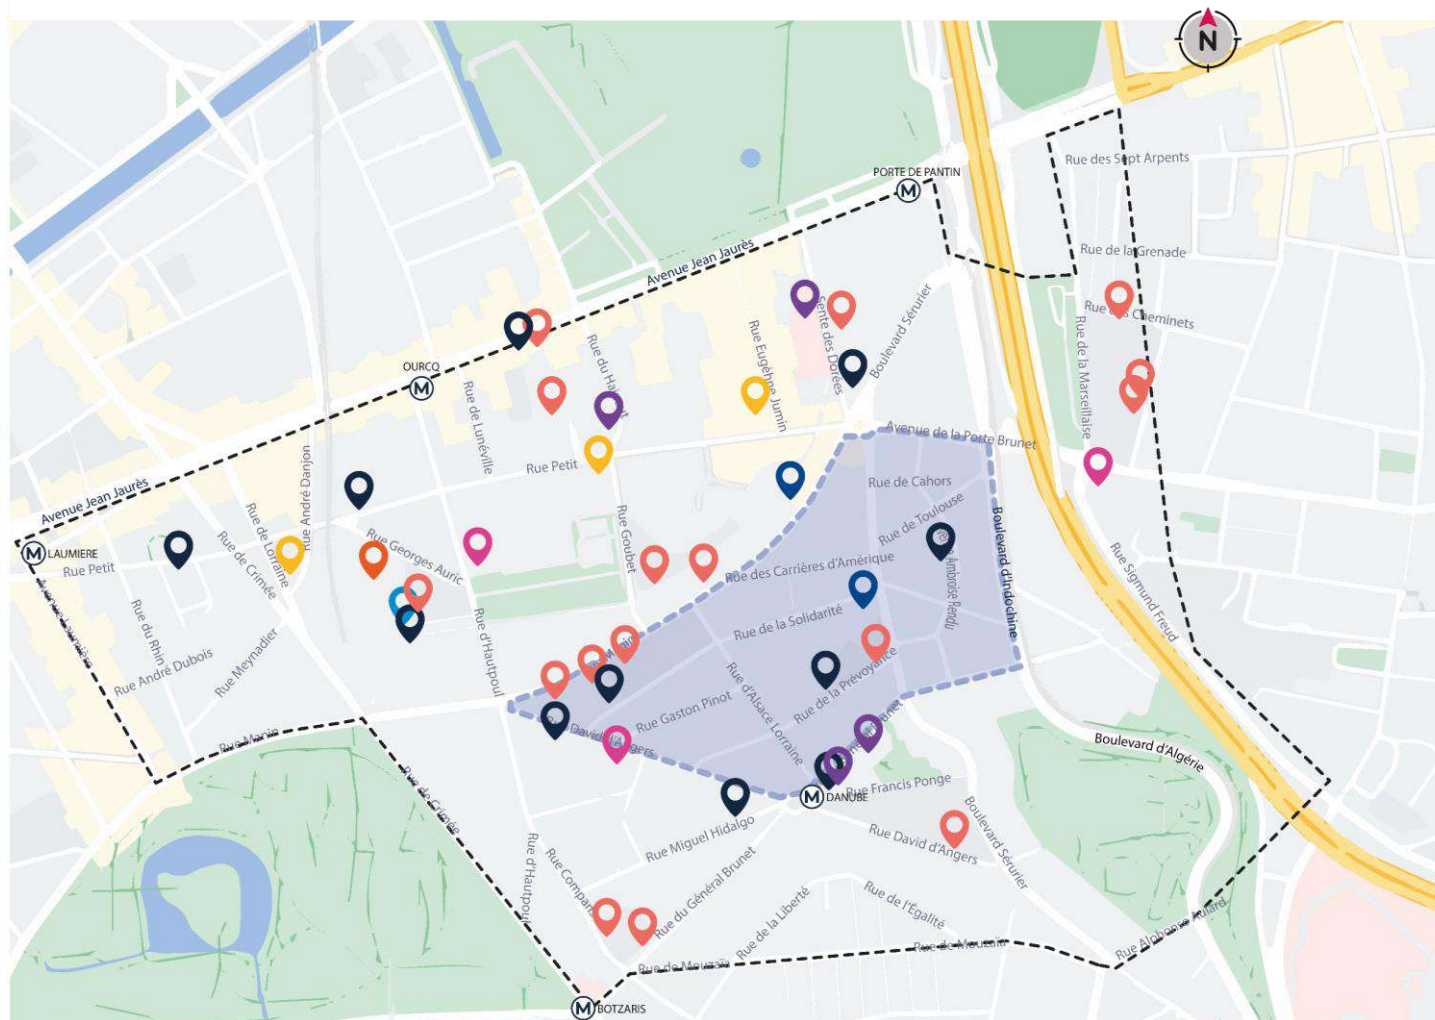 N
Rue des Sept Arpents
PORTE DE PANTIN
M
Rue de la Grenade
Avenue Jean Jaurès
Rue des Cheminets
Boulevard Sérurier
Sente des Dorées
Rue Eugèhne Jumin
Rue de la Marseillaise
Rue du Hainaut
OURCQ
M
Rue de Lunéville
Avenue de la Porte Brunet
Rue Petit
Rue André Danjon
Avenue Jean Jaurès
Rue de Cahors
Rue de Toulouse
Boulevard d'Indochine
Rue de Lorraine
Rue de Crimée
Rue Georges Auric
Rue Goubet
LAUMIERE
M
Rue Petit
Rue des Carrières d'Amérique
Ambroise Rendu
Rue Sigmund Freud
Avenue Laumière
Rue du Rhin
Rue de la Solidarité
Rue André Dubois
Rue Meynadier
Rue d'Hautpoul
Manin
Rue d'Alsace Lorraine
Rue de la Prévoyance
Rue Gaston Pinot
Rue David d'Angers
Brunet
Rue Manin
Boulevard d'Algérie
Rue de Crimée
M
DANUBE
Rue Francis Ponge
Rue Miguel Hidalgo
Rue David d'Angers
Boulevard Sérurier
Rue d'Hautpoul
Rue Compans
Rue du Général Brunet
Rue de la Liberté
Rue de l'Égalité
Rue Alphonse Aulard
Rue de Mouzaïa
Rue de Mouzaïa
M
BOTZARIS